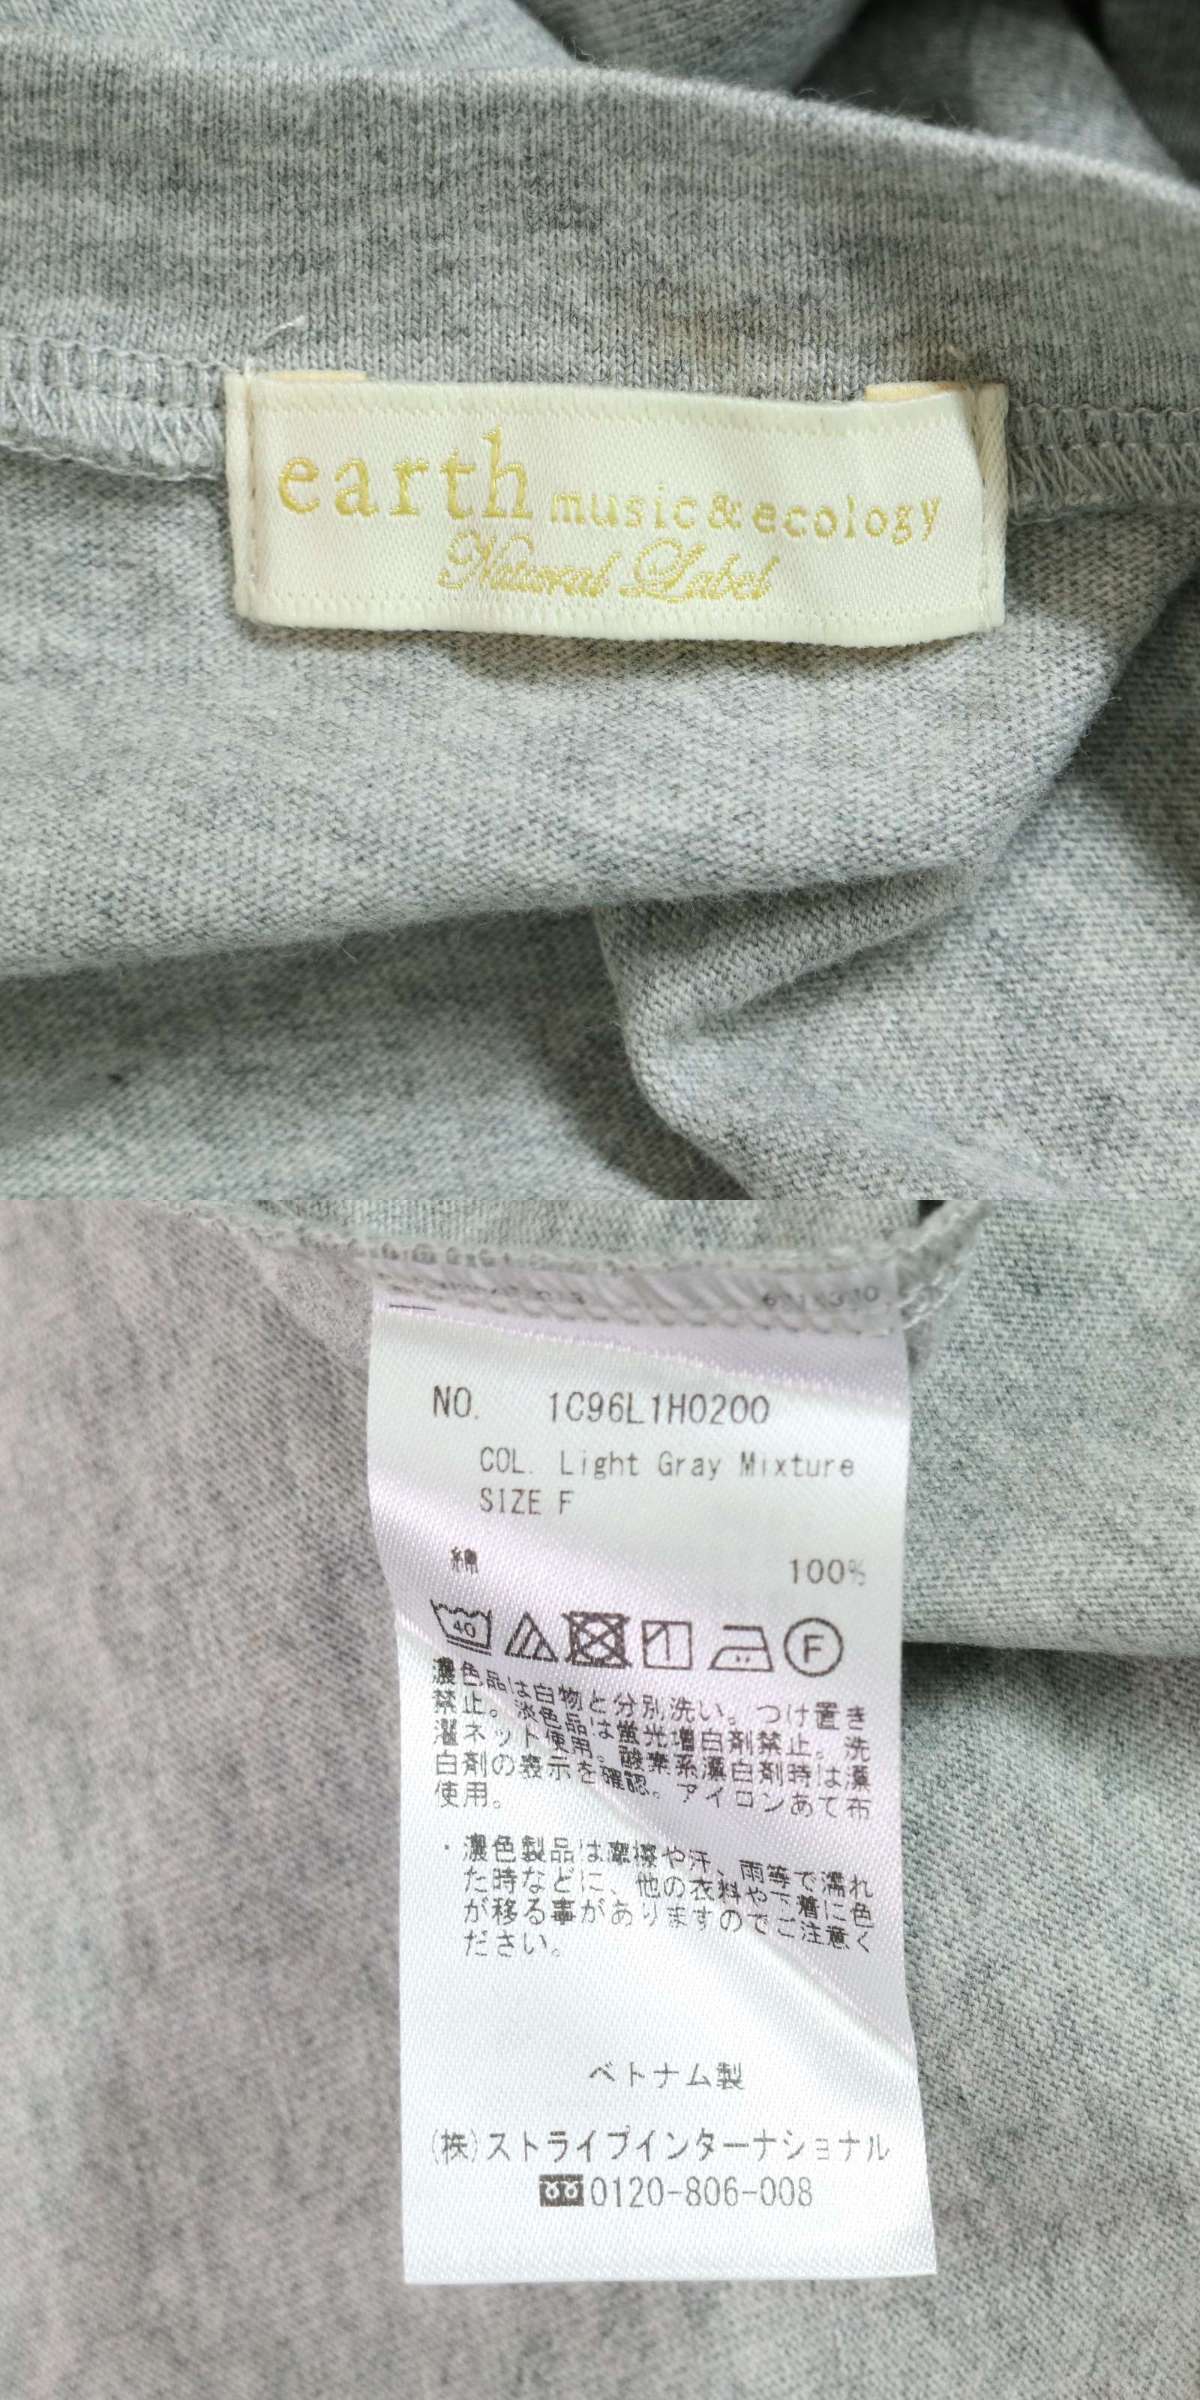 earth music&ecology
Natural Label
NO. 1C96L1H0200
COL. Light Gray Mixture
SIZE F
綿 100%
40 F
濃色品は白物と分別洗い。つけ置き
禁止。淡色品は蛍光増白剤禁止。洗
濯ネット使用。酸素系漂白剤時は漂
白剤の表示を確認。アイロンあて布
使用。
・濃色製品は摩擦や汗、雨等で濡れ
た時などに、他の衣料や下着に色
が移る事がありますのでご注意く
ださい。
ベトナム製
(株)ストライプインターナショナル
0120-806-008